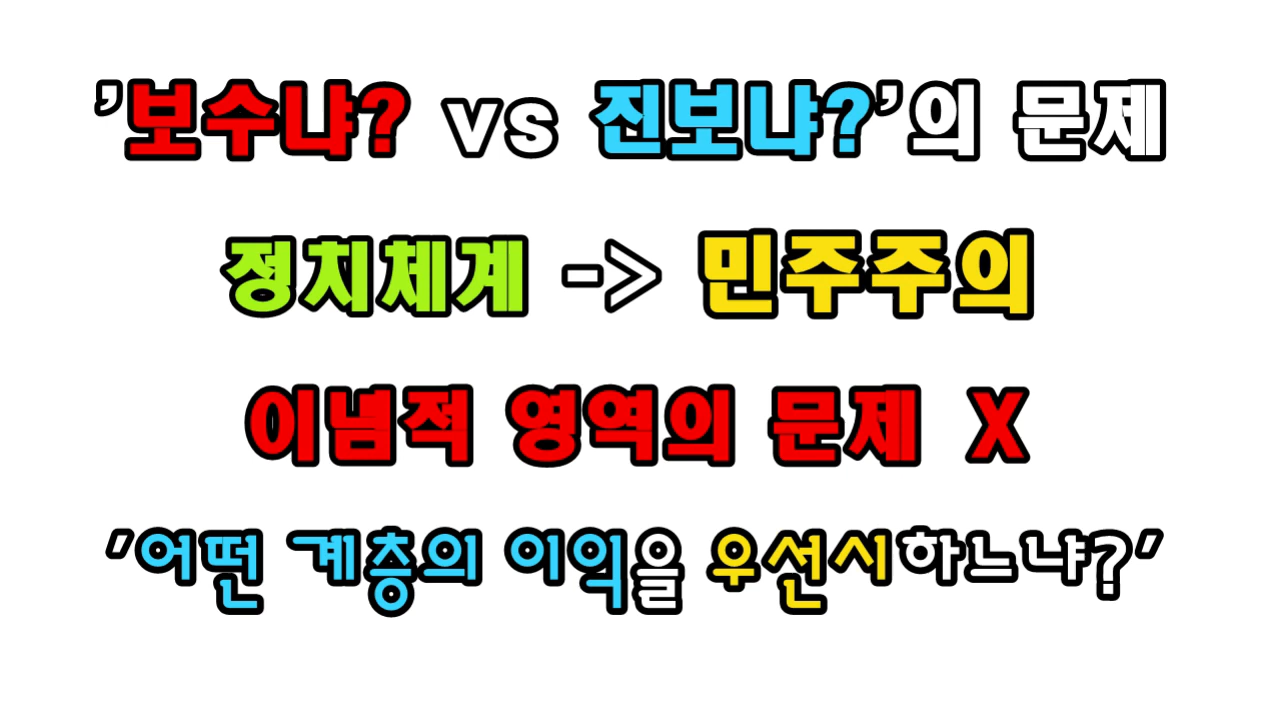 ’보수냐? vs 진보냐?’의 문제
정치체계 -> 민주주의
이념적 영역의 문제 X
'어떤 계층의 이익을 우선시하느냐?'